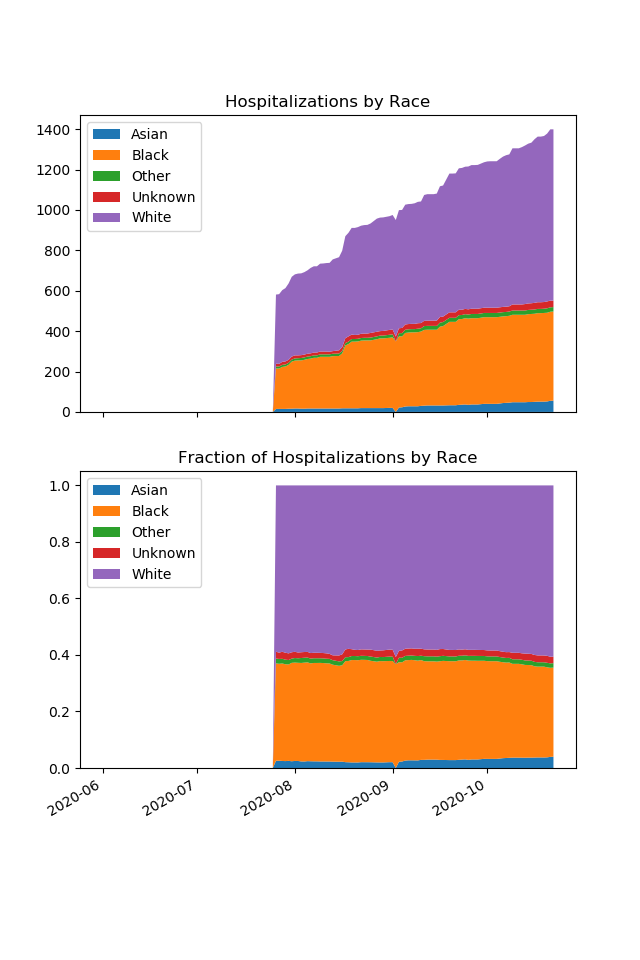 Hospitalizations by Race
1400
1200
1000
800
600
400
200
0
Asian
Black
Other
Unknown
White
Fraction of Hospitalizations by Race
1.0
0.8
0.6
0.4
0.2
0.0
Asian
Black
Other
Unknown
White
2020-06
2020-07
2020-08
2020-09
2020-10